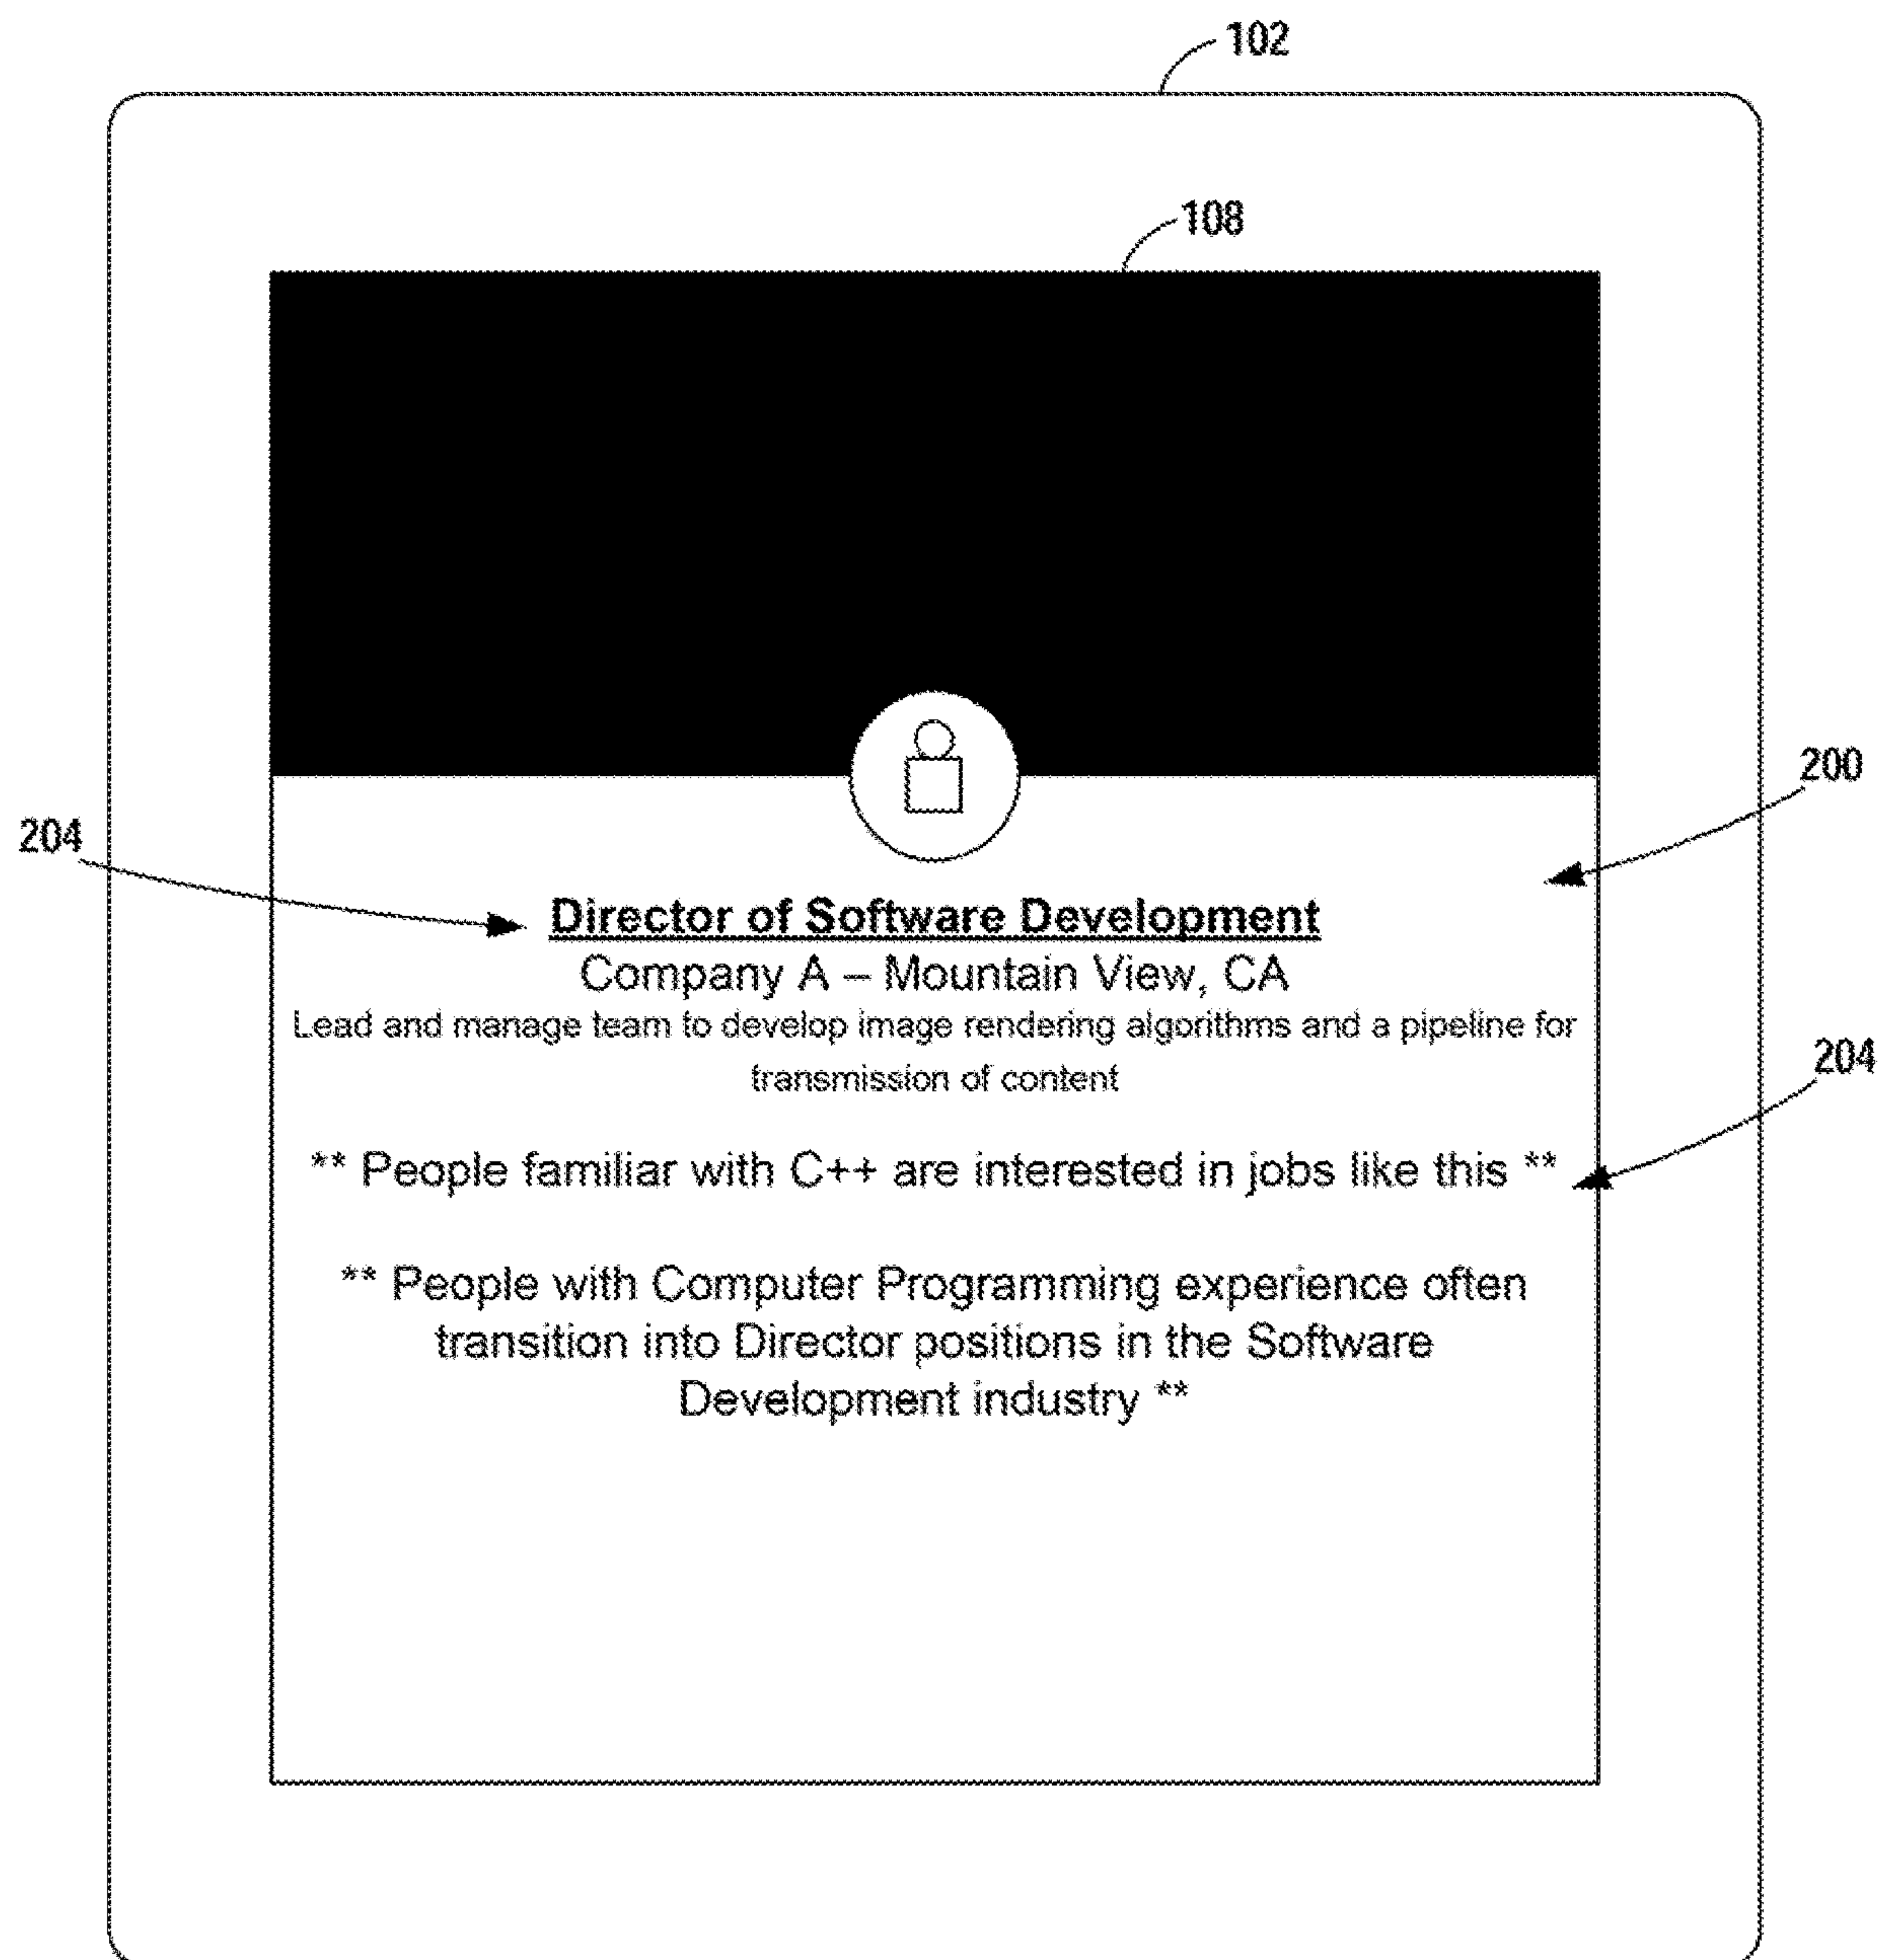 102
108
200
204
Director of Software Development
Company A – Mountain View, CA
Lead and manage team to develop image rendering algorithms and a pipeline for
transmission of content
204
** People familiar with C++ are interested in jobs like this **
** People with Computer Programming experience often
transition into Director positions in the Software
Development industry **